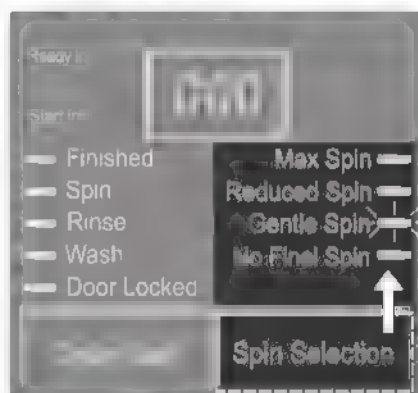 Ready in
Start in
Finished
Spin
Rinse
Wash
Door Locked
Max Spin
Reduced Spin
Gentle Spin
No Final Spin
Spin Selection